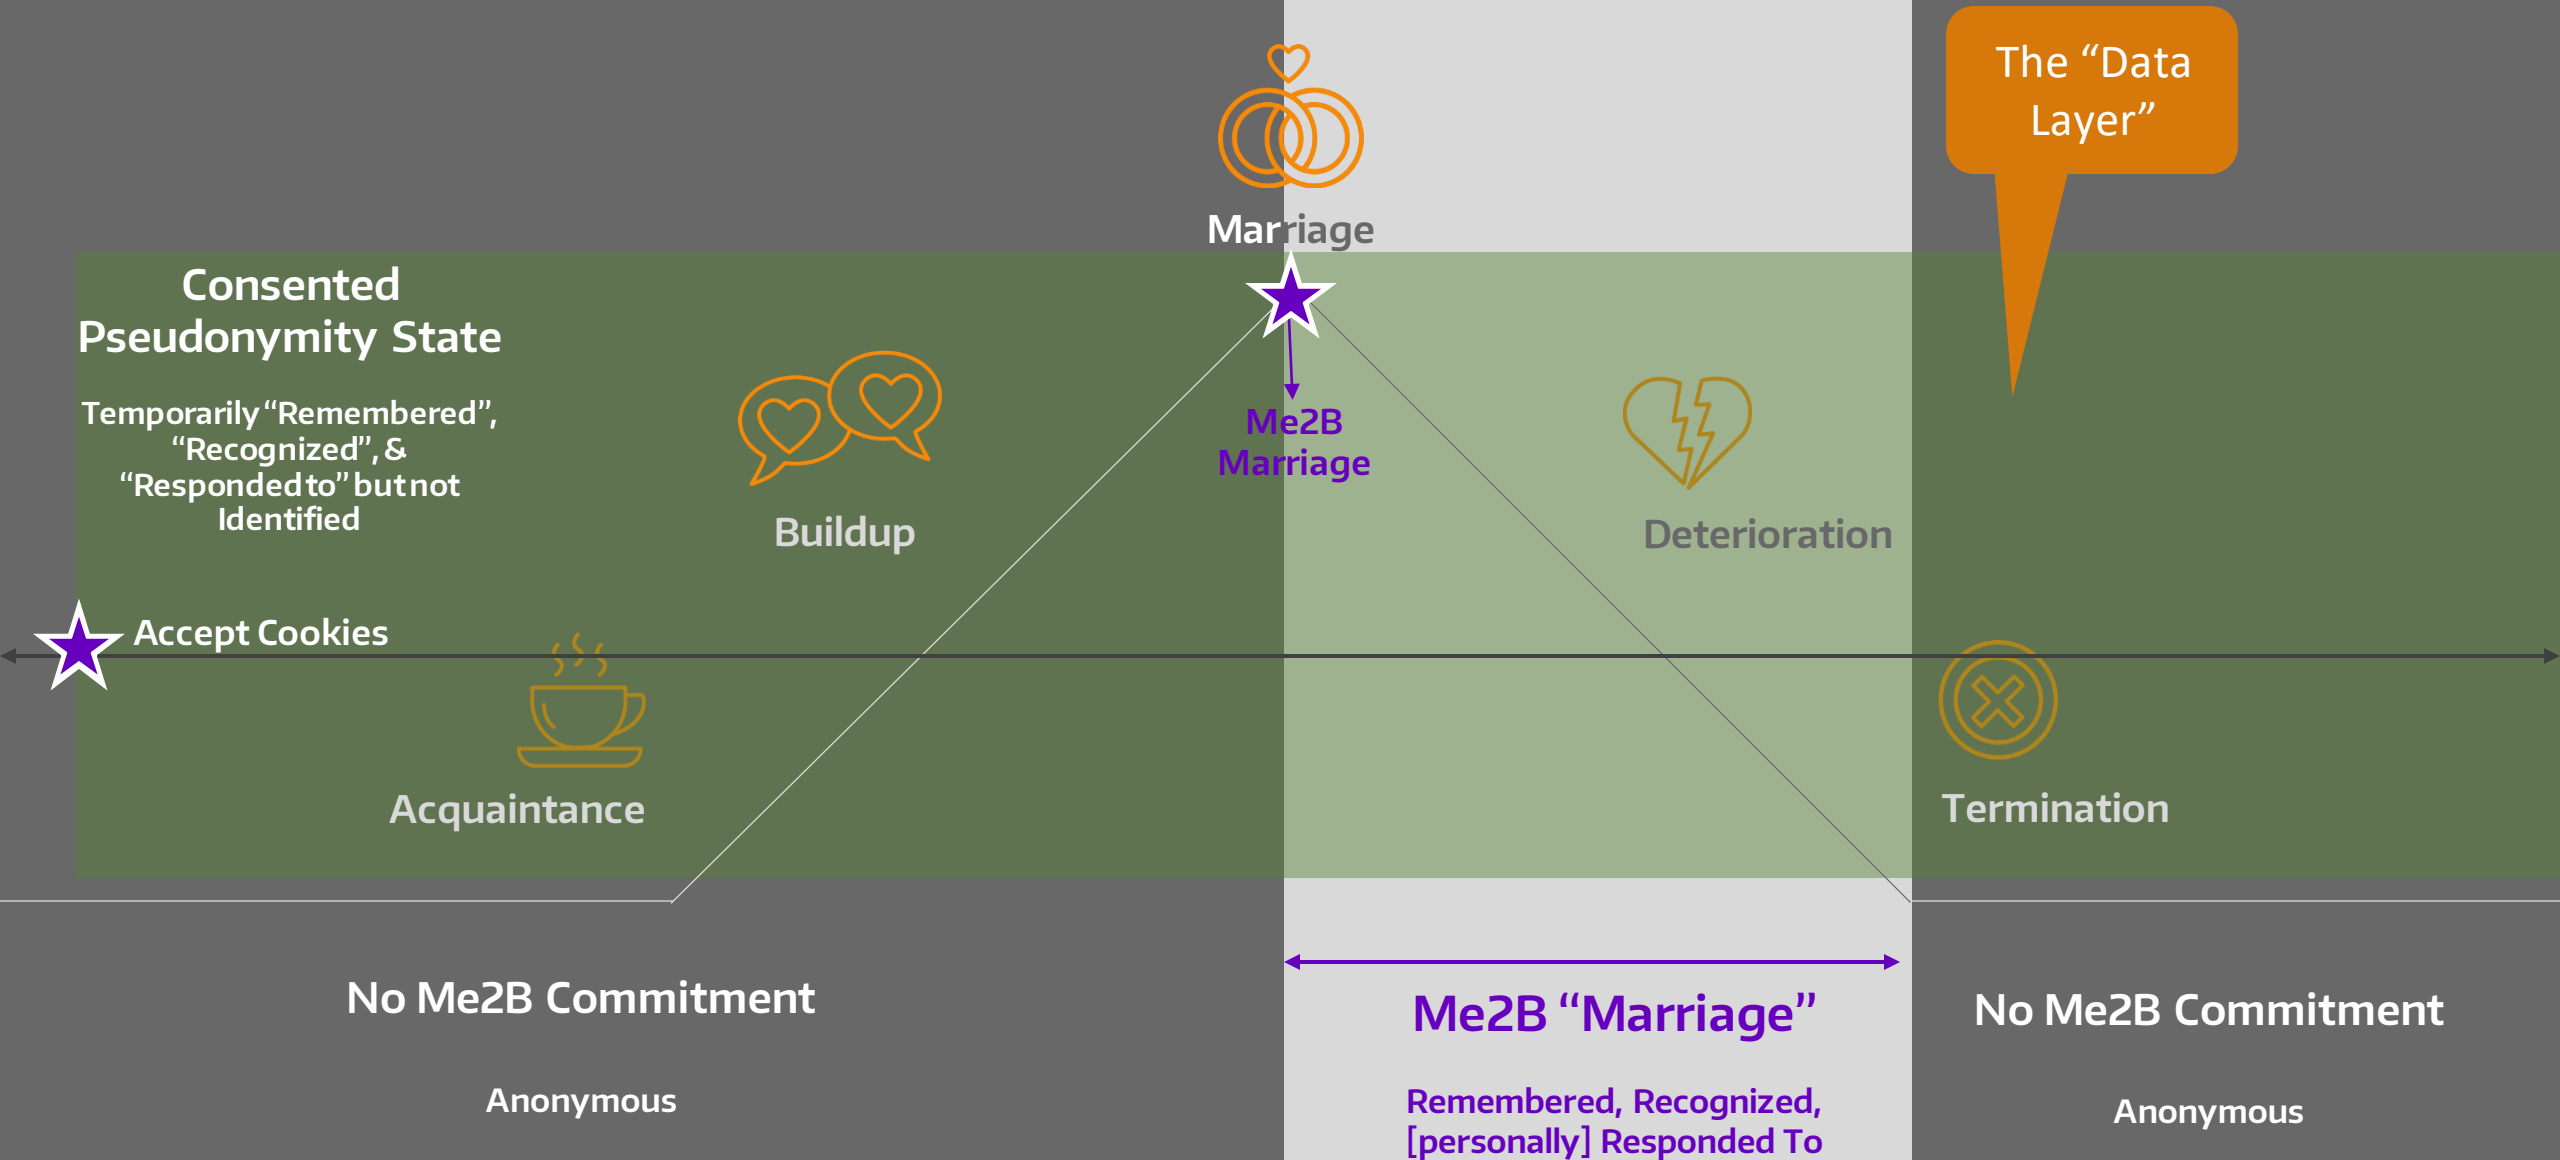 The “Data
Layer”
Marriage
Consented
Pseudonymity State
Temporarily “Remembered”,
“Recognized”, &
“Responded to” but not
Identified
Me2B
Marriage
Buildup
Deterioration
Accept Cookies
Acquaintance
Termination
No Me2B Commitment
Anonymous
Me2B “Marriage”
Remembered, Recognized,
[personally] Responded To
No Me2B Commitment
Anonymous